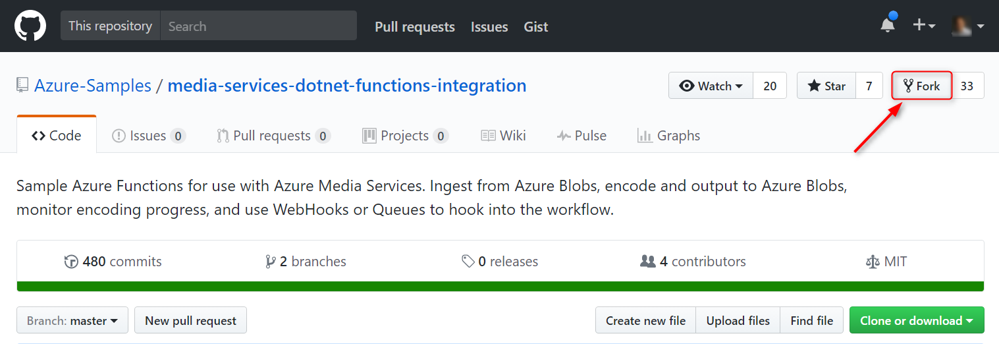 This repository Search Pull requests Issues Gist
Azure-Samples / media-services-dotnet-functions-integration Watch 20 Star 7 Fork 33
Code Issues 0 Pull requests 0 Projects 0 Wiki Pulse Graphs
Sample Azure Functions for use with Azure Media Services. Ingest from Azure Blobs, encode and output to Azure Blobs,
monitor encoding progress, and use WebHooks or Queues to hook into the workflow.
480 commits 2 branches 0 releases 4 contributors MIT
Branch: master New pull request Create new file Upload files Find file Clone or download